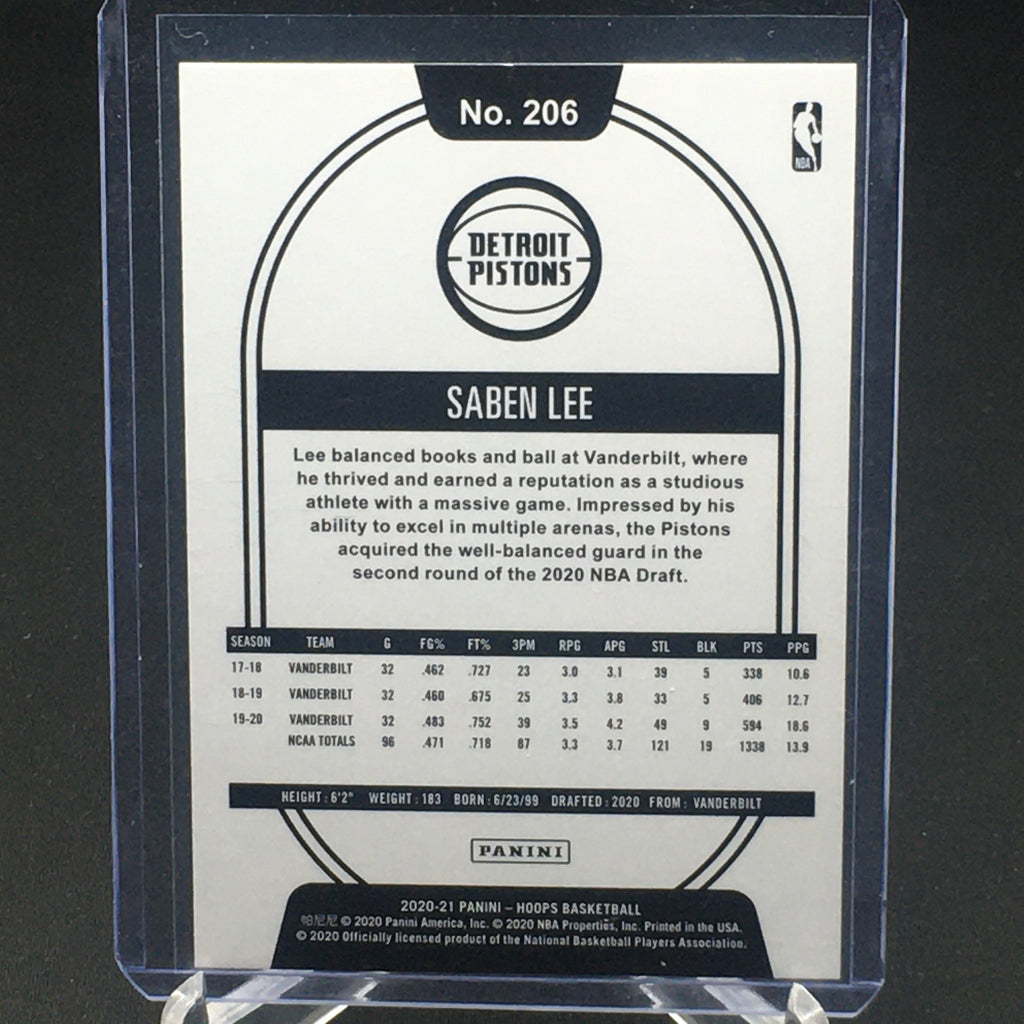 No. 206
NBA
DETROIT
PISTONS
SABEN LEE
Lee balanced books and ball at Vanderbilt, where
he thrived and earned a reputation as a studious
athlete with a massive game. Impressed by his
ability to excel in multiple arenas, the Pistons
acquired the well-balanced guard in the
second round of the 2020 NBA Draft.
SEASON TEAM G FG% FT% 3PM RPG APG STL BLK PTS PPG
17-18 VANDERBILT 32 .462 .727 23 3.0 3.1 39 5 338 10.6
18-19 VANDERBILT 32 .460 .675 25 3.3 3.8 33 5 406 12.7
19-20 VANDERBILT 32 .483 .752 39 3.5 4.2 49 9 594 18.6
NCAA TOTALS 96 .471 .718 87 3.3 3.7 121 19 1338 13.9
HEIGHT: 6'2" WEIGHT: 183 BORN: 6/23/99 DRAFTED: 2020 FROM: VANDERBILT
PANINI
2020-21 PANINI – HOOPS BASKETBALL
帕尼尼 © 2020 Panini America, Inc. © 2020 NBA Properties, Inc. Printed in the USA.
© 2020 Officially licensed product of the National Basketball Players Association.